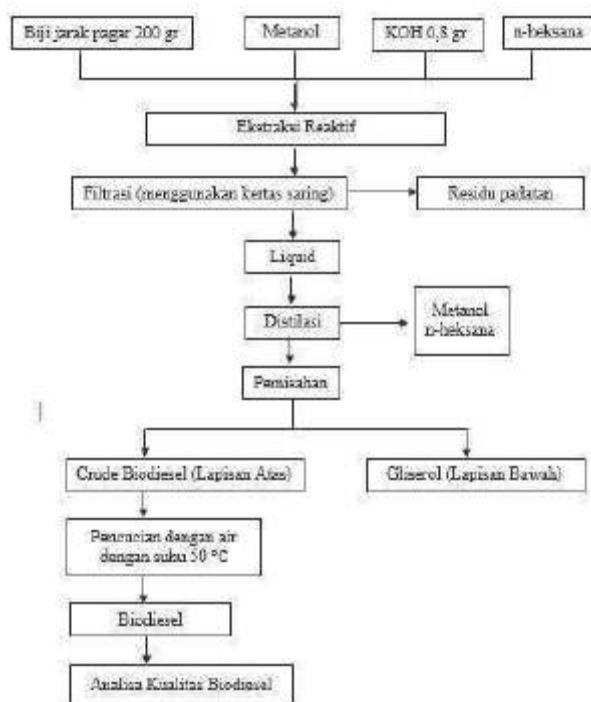 Biji jarak pagar 200 gr
Metanol
KOH 0,8 gr
n-heksana
Ekstraksi Reaktif
Filtrasi (menggunakan kertas saring)
Residu padatan
Liquid
Distilasi
Metanol
n-heksana
Pemisahan
Crude Biodiesel (Lapisan Atas)
Gliserol (Lapisan Bawah)
Pencucian dengan air
dengan suhu 50 °C
Biodiesel
Analisa Kualitas Biodiesel